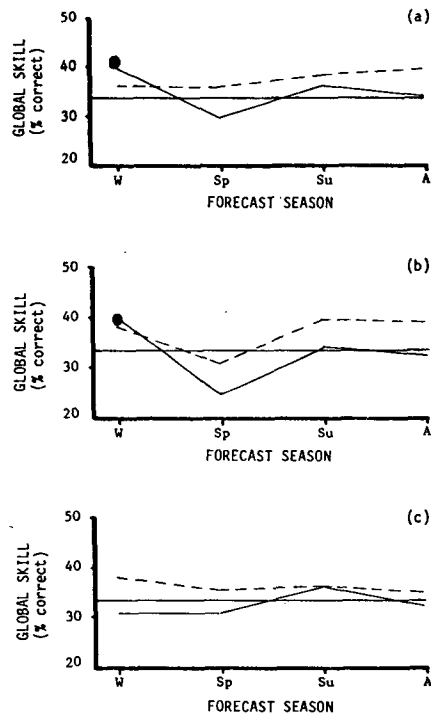 (a)
50
40
30
20
GLOBAL SKILL
(% correct)
W Sp Su A
FORECAST SEASON
(b)
50
40
30
20
GLOBAL SKILL
(% correct)
W Sp Su A
FORECAST SEASON
(c)
50
40
30
20
GLOBAL SKILL
(% correct)
W Sp Su A
FORECAST SEASON